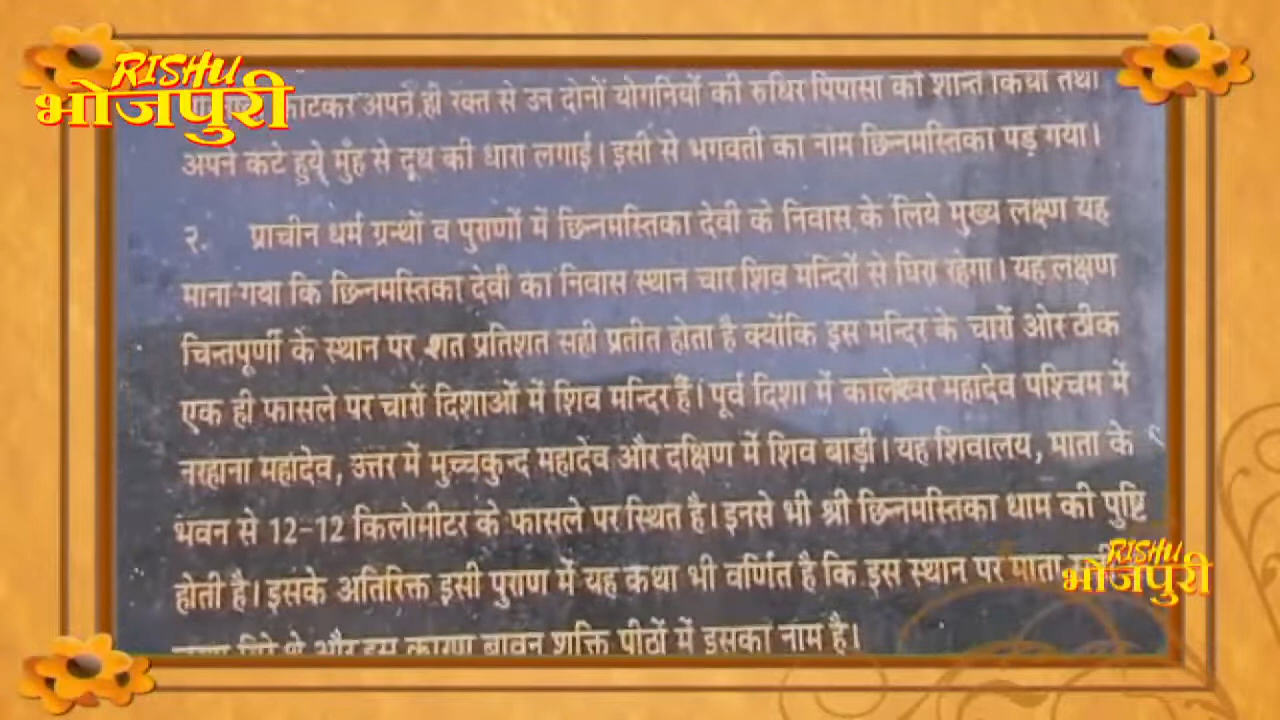 RISHU
भोजपुरी
काटकर अपने ही रक्त से उन दोनों योगनियों की रुधिर पिपासा को शान्त किया तथा
अपने कटे हुये मुँह से दूध की धारा लगाई। इसी से भगवती का नाम छिन्नमस्तिका पड़ गया।
२. प्राचीन धर्म ग्रन्थों व पुराणों में छिन्नमस्तिका देवी के निवास के लिये मुख्य लक्षण यह
माना गया कि छिन्नमस्तिका देवी का निवास स्थान चार शिव मन्दिरों से घिरा रहेगा। यह लक्षण
चिन्तपूर्णी के स्थान पर शत प्रतिशत सही प्रतीत होता है क्योंकि इस मन्दिर के चारों ओर ठीक
एक ही फासले पर चारों दिशाओं में शिव मन्दिर हैं। पूर्व दिशा में कालेश्वर महादेव पश्चिम में
नरहाना महादेव, उत्तर में मुच्चकुन्द महादेव और दक्षिण में शिव बाड़ी। यह शिवालय, माता के
भवन से 12-12 किलोमीटर के फासले पर स्थित है। इनसे भी श्री छिन्नमस्तिका धाम की पुष्टि
होती है। इसके अतिरिक्त इसी पुराण में यह कथा भी वर्णित है कि इस स्थान पर माता
और इस कारण बावन शक्ति पीठों में इसका नाम है।
RISHU
भोजपुरी